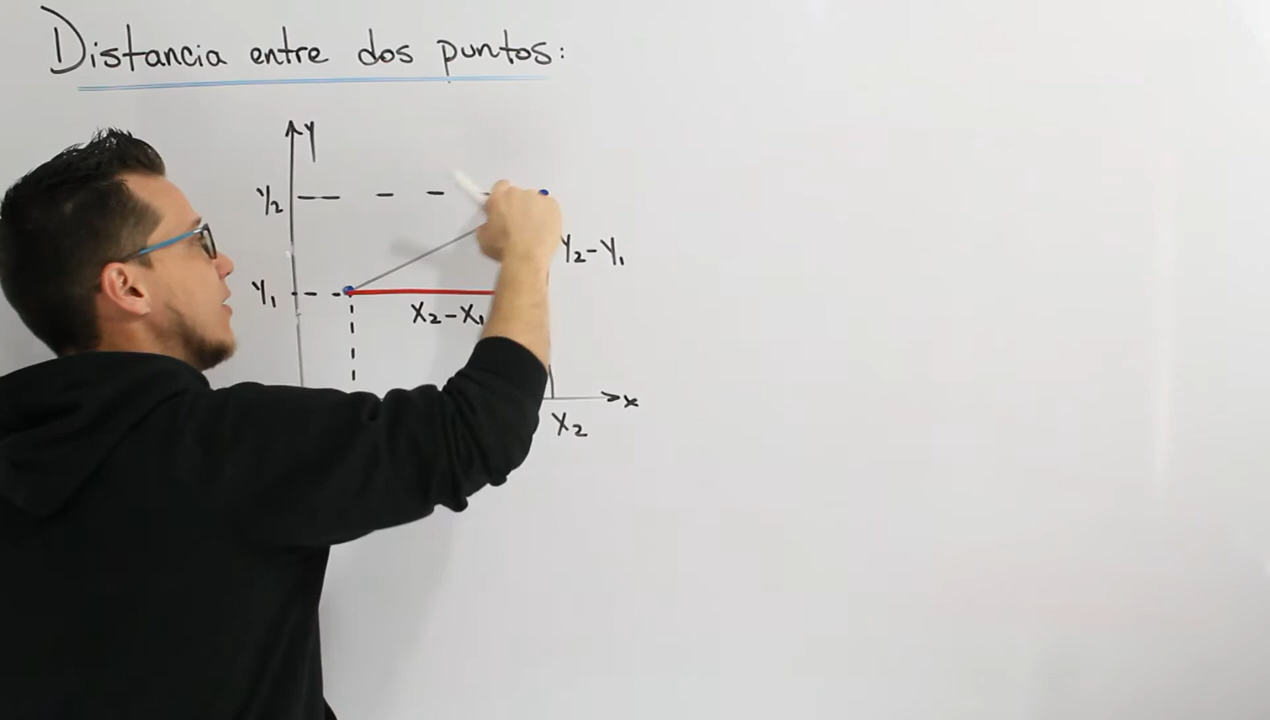 Distancia entre dos puntos:
Y
Y₂
Y₂-Y₁
Y₁
X₂-X₁
x
X₂